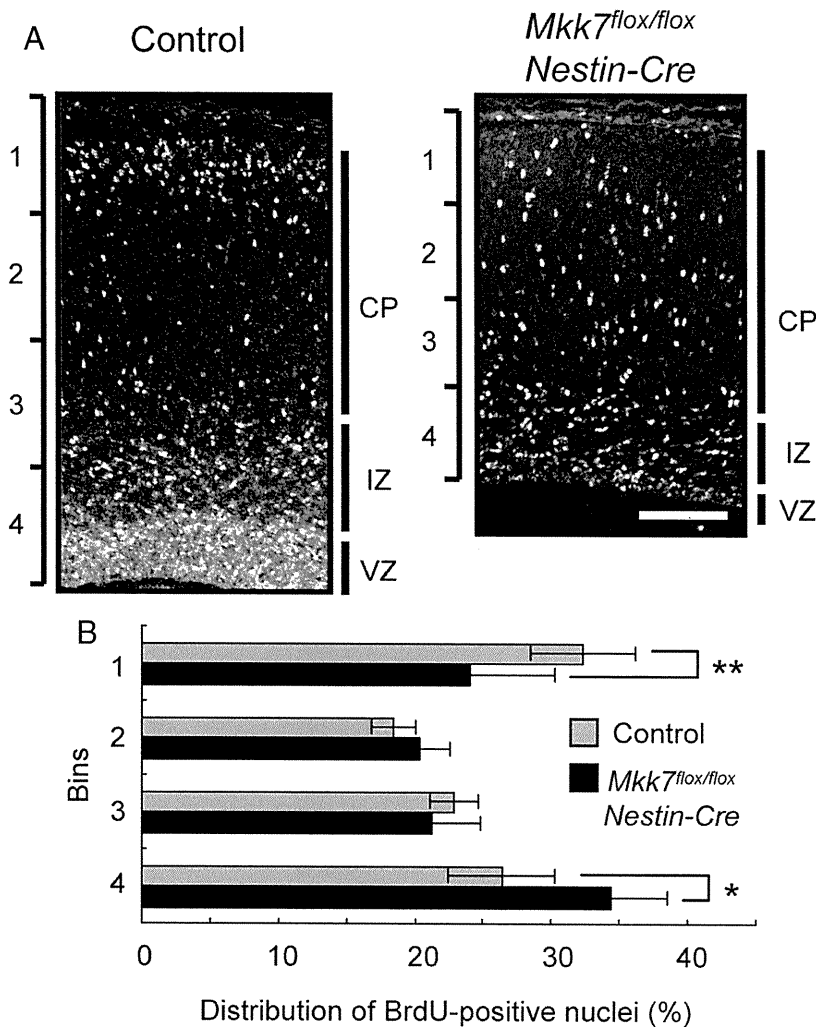 A
Control
Mkk7flox/flox
Nestin-Cre
1
2
3
4
CP
IZ
VZ
1
2
3
4
CP
IZ
VZ
B
Bins
1
2
3
4
**
*
Control
Mkk7flox/flox
Nestin-Cre
0 10 20 30 40
Distribution of BrdU-positive nuclei (%)